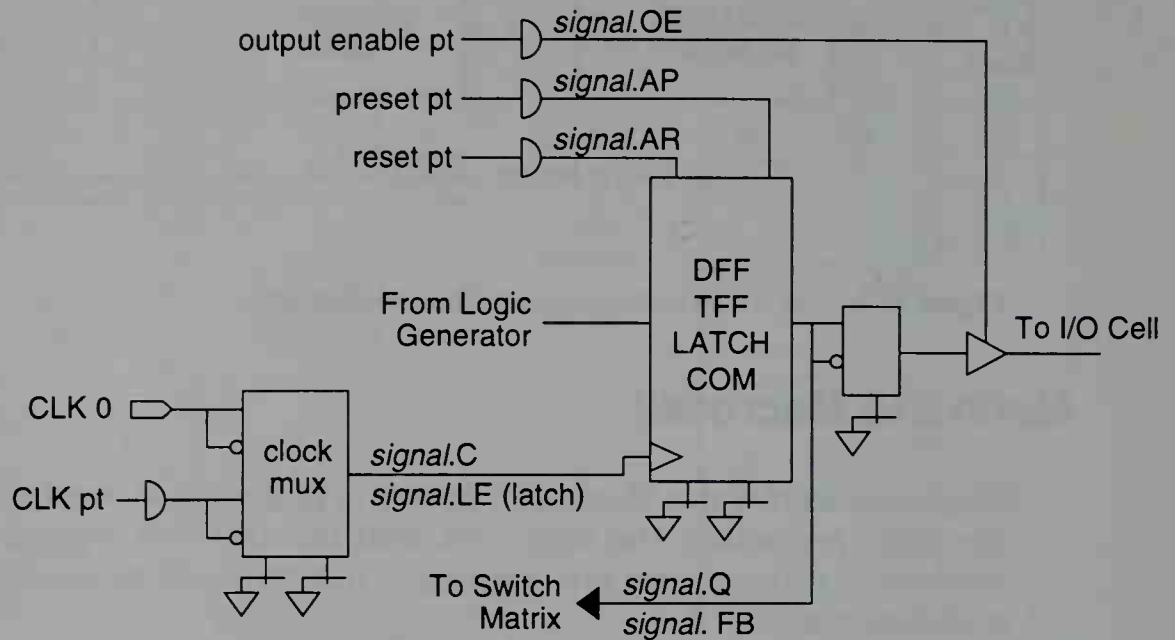 output enable pt
signal.OE
preset pt
signal.AP
reset pt
signal.AR
From Logic
Generator
DFF
TFF
LATCH
COM
To I/O Cell
CLK 0
CLK pt
clock
mux
signal.C
signal.LE (latch)
To Switch
Matrix
signal.Q
signal. FB